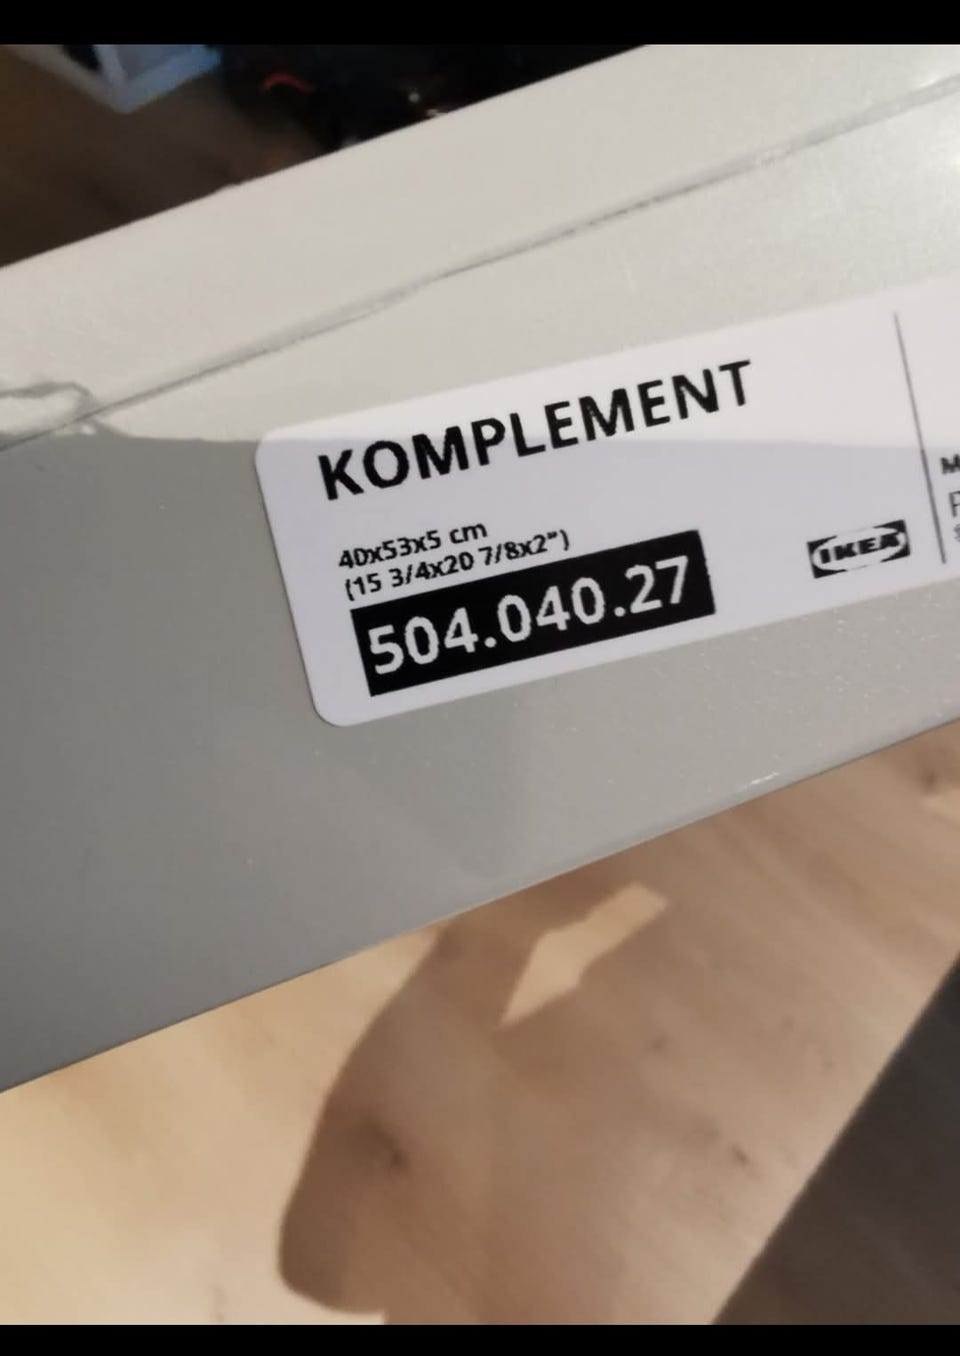 KOMPLEMENT
40x53x5 cm
(15 3/4x20 7/8x2")
504.040.27
IKEA